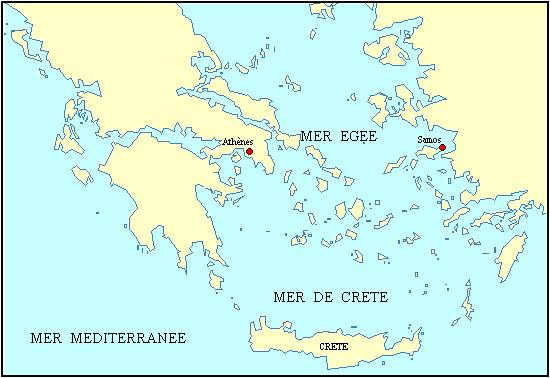 MER EGEE
Athènes
Samos
MER DE CRETE
MER MEDITERRANEE
CRETE